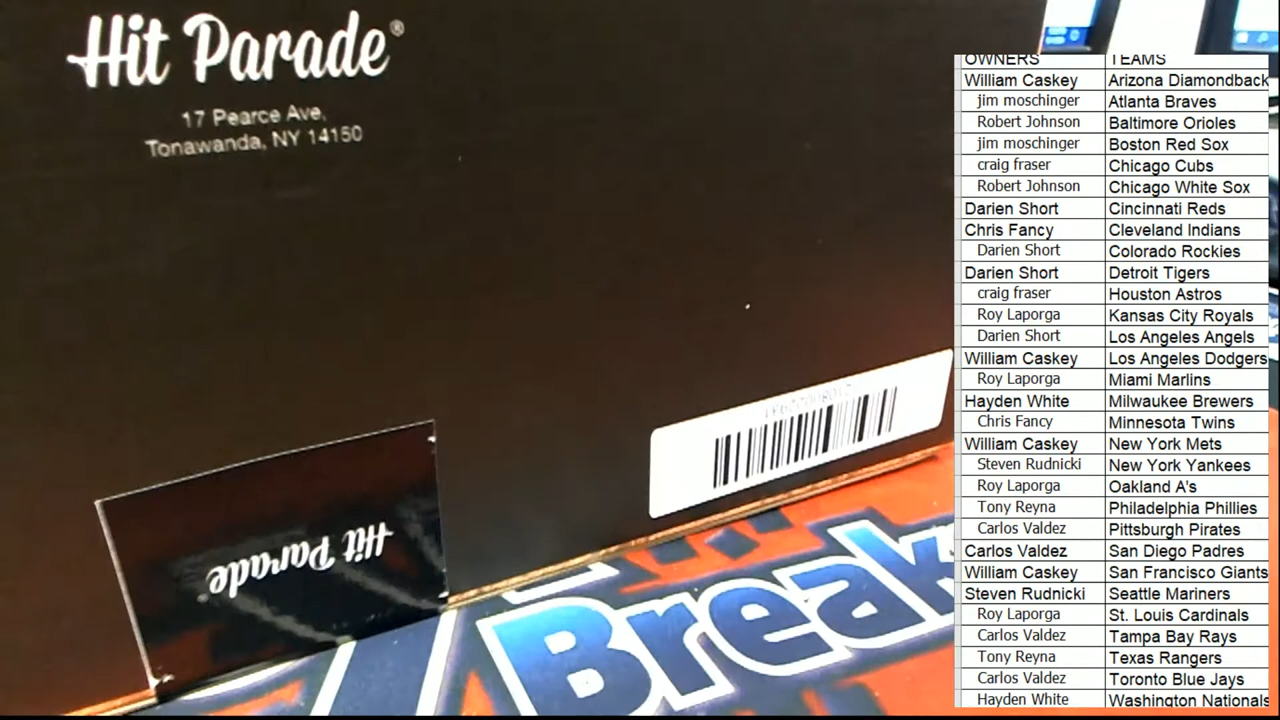 Hit Parade®
17 Pearce Ave,
Tonawanda, NY 14150
Hit Parade
Break
OWNERS TEAMS
William Caskey Arizona Diamondback
jim moschinger Atlanta Braves
Robert Johnson Baltimore Orioles
jim moschinger Boston Red Sox
craig fraser Chicago Cubs
Robert Johnson Chicago White Sox
Darien Short Cincinnati Reds
Chris Fancy Cleveland Indians
Darien Short Colorado Rockies
Darien Short Detroit Tigers
craig fraser Houston Astros
Roy Laporga Kansas City Royals
Darien Short Los Angeles Angels
William Caskey Los Angeles Dodgers
Roy Laporga Miami Marlins
Hayden White Milwaukee Brewers
Chris Fancy Minnesota Twins
William Caskey New York Mets
Steven Rudnicki New York Yankees
Roy Laporga Oakland A's
Tony Reyna Philadelphia Phillies
Carlos Valdez Pittsburgh Pirates
Carlos Valdez San Diego Padres
William Caskey San Francisco Giants
Steven Rudnicki Seattle Mariners
Roy Laporga St. Louis Cardinals
Carlos Valdez Tampa Bay Rays
Tony Reyna Texas Rangers
Carlos Valdez Toronto Blue Jays
Hayden White Washington Nationals